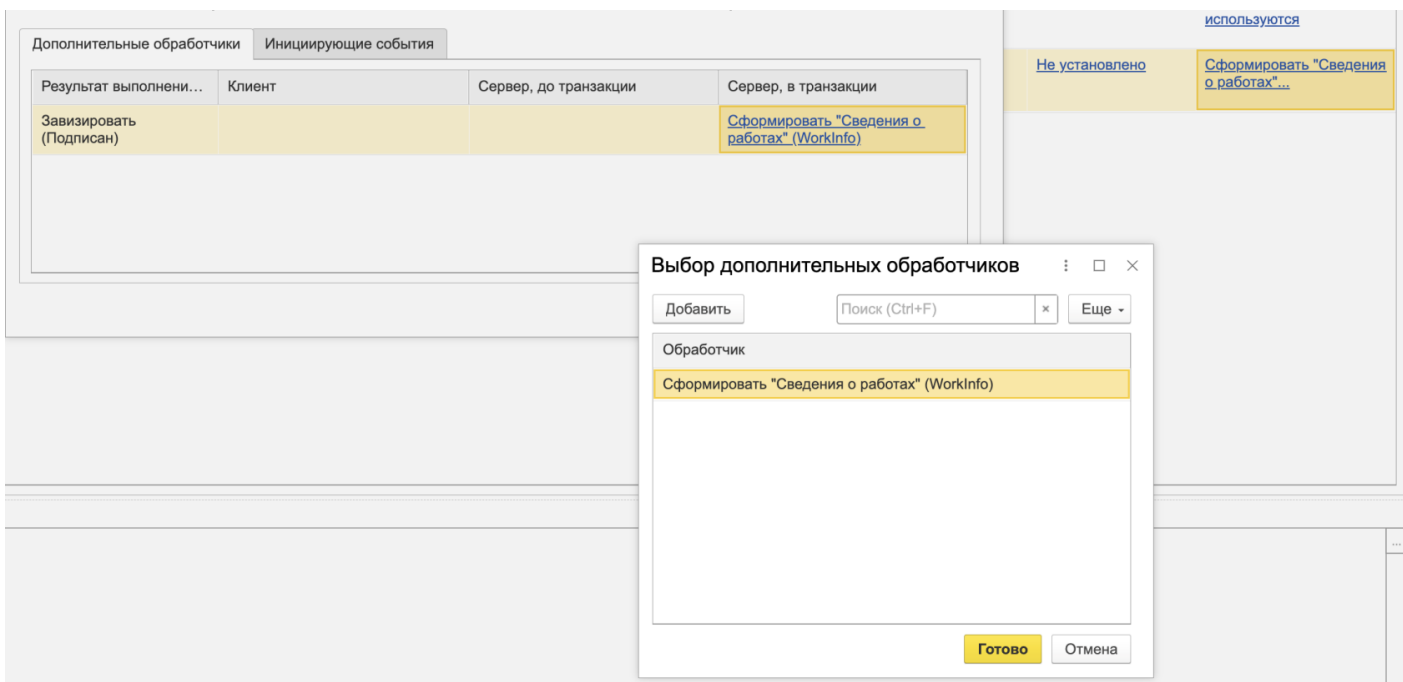 используются
Дополнительные обработчики
Инициирующие события
Не установлено
Сформировать "Сведения
о работах"...
Результат выполнени...
Клиент
Сервер, до транзакции
Сервер, в транзакции
Завизировать
(Подписан)
Сформировать "Сведения о
работах" (WorkInfo)
Выбор дополнительных обработчиков
Добавить
Поиск (Ctrl+F)
×
Еще
Обработчик
Сформировать "Сведения о работах" (WorkInfo)
...
Готово
Отмена